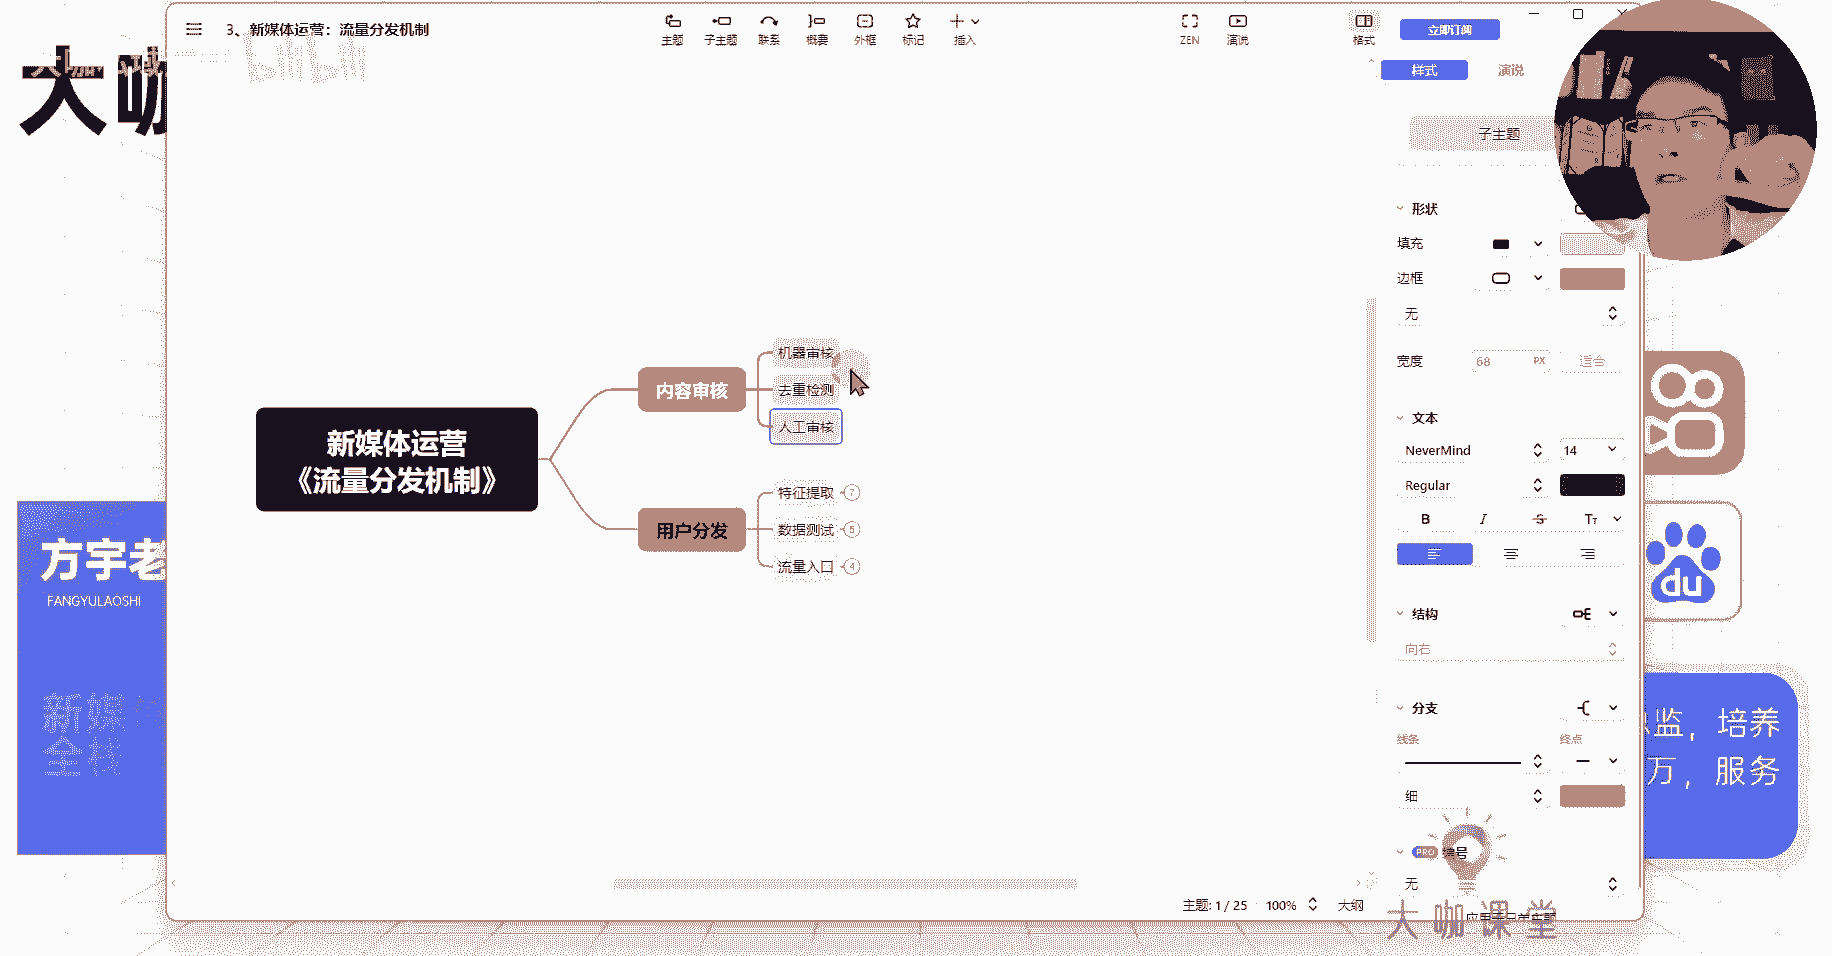 3、新媒体运营：流量分发机制
主题
子主题
联系
概要
外框
标记
插入
ZEN
演说
格式
立即订阅
bilibili
大咖
样式
演说
子主题
形状
填充
边框
无
宽度
68
PX
适合
文本
NeverMind
14
Regular
B
I
S
Tт
结构
向右
分支
线条
终点
细
PRO
编号
无
机器审核
内容审核
去重检测
人工审核
新媒体运营
《流量分发机制》
特征提取
7
用户分发
数据测试
5
流量入口
4
方宇老
FANGYULAOSHI
新媒体
全栈
du
总监，培养
万，服务
主题: 1 / 25
100%
大纲
大咖课堂